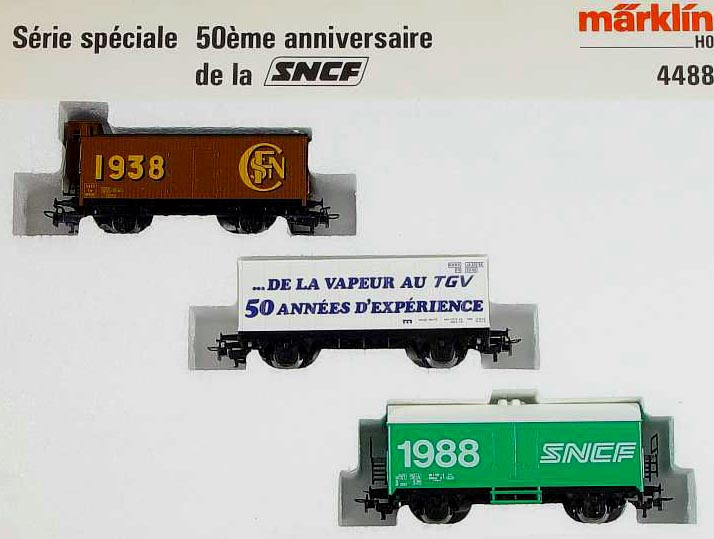 Série spéciale 50ème anniversaire
de la SNCF
märklin
HO
4488
1938 SNCF
...DE LA VAPEUR AU TGV
50 ANNÉES D'EXPÉRIENCE
m
1988 SNCF